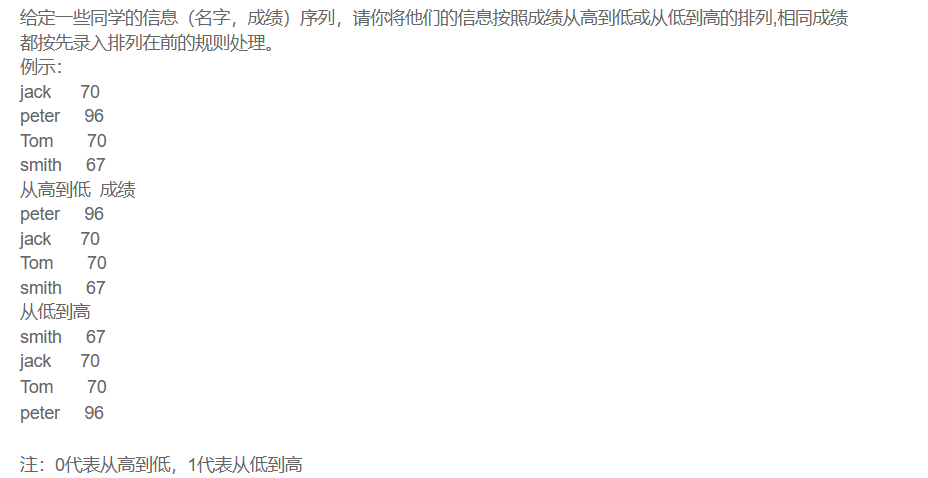 给定一些同学的信息（名字，成绩）序列，请你将他们的信息按照成绩从高到低或从低到高的排列,相同成绩
都按先录入排列在前的规则处理。
例示：
jack 70
peter 96
Tom 70
smith 67
从高到低 成绩
peter 96
jack 70
Tom 70
smith 67
从低到高
smith 67
jack 70
Tom 70
peter 96
注：0代表从高到低，1代表从低到高